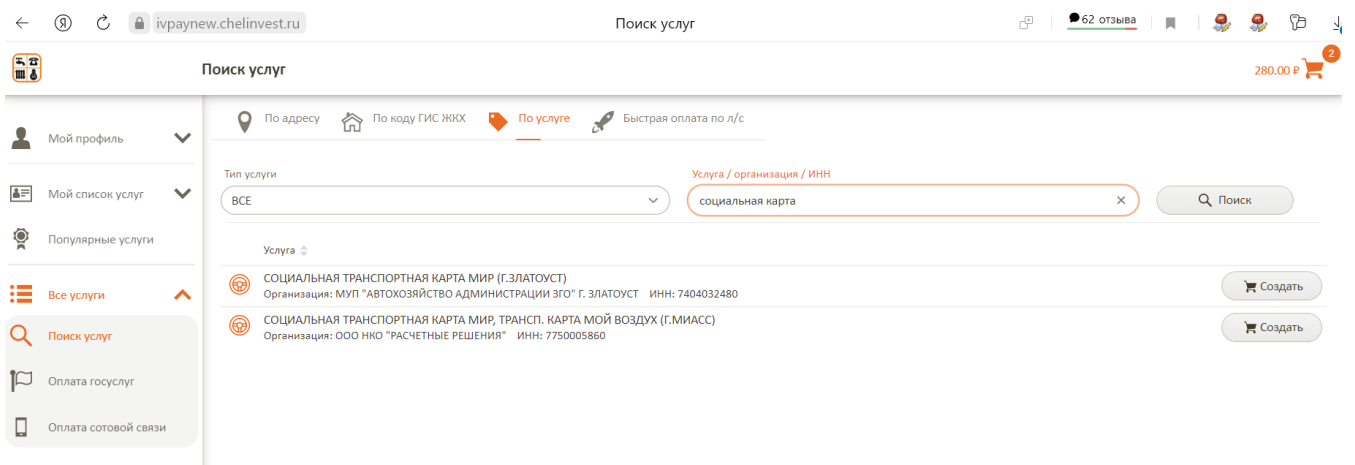 ivpaynew.chelinvest.ru
Поиск услуг
62 отзыва
Поиск услуг
280.00 ₽
2
Мой профиль
Мой список услуг
Популярные услуги
Все услуги
Поиск услуг
Оплата госуслуг
Оплата сотовой связи
По адресу
По коду ГИС ЖКХ
По услуге
Быстрая оплата по л/с
Тип услуги
ВСЕ
Услуга / организация / ИНН
социальная карта
Поиск
Услуга
СОЦИАЛЬНАЯ ТРАНСПОРТНАЯ КАРТА МИР (Г.ЗЛАТОУСТ)
Организация: МУП "АВТОХОЗЯЙСТВО АДМИНИСТРАЦИИ ЗГО" Г. ЗЛАТОУСТ ИНН: 7404032480
Создать
СОЦИАЛЬНАЯ ТРАНСПОРТНАЯ КАРТА МИР, ТРАНСП. КАРТА МОЙ ВОЗДУХ (Г.МИАСС)
Организация: ООО НКО "РАСЧЕТНЫЕ РЕШЕНИЯ" ИНН: 7750005860
Создать